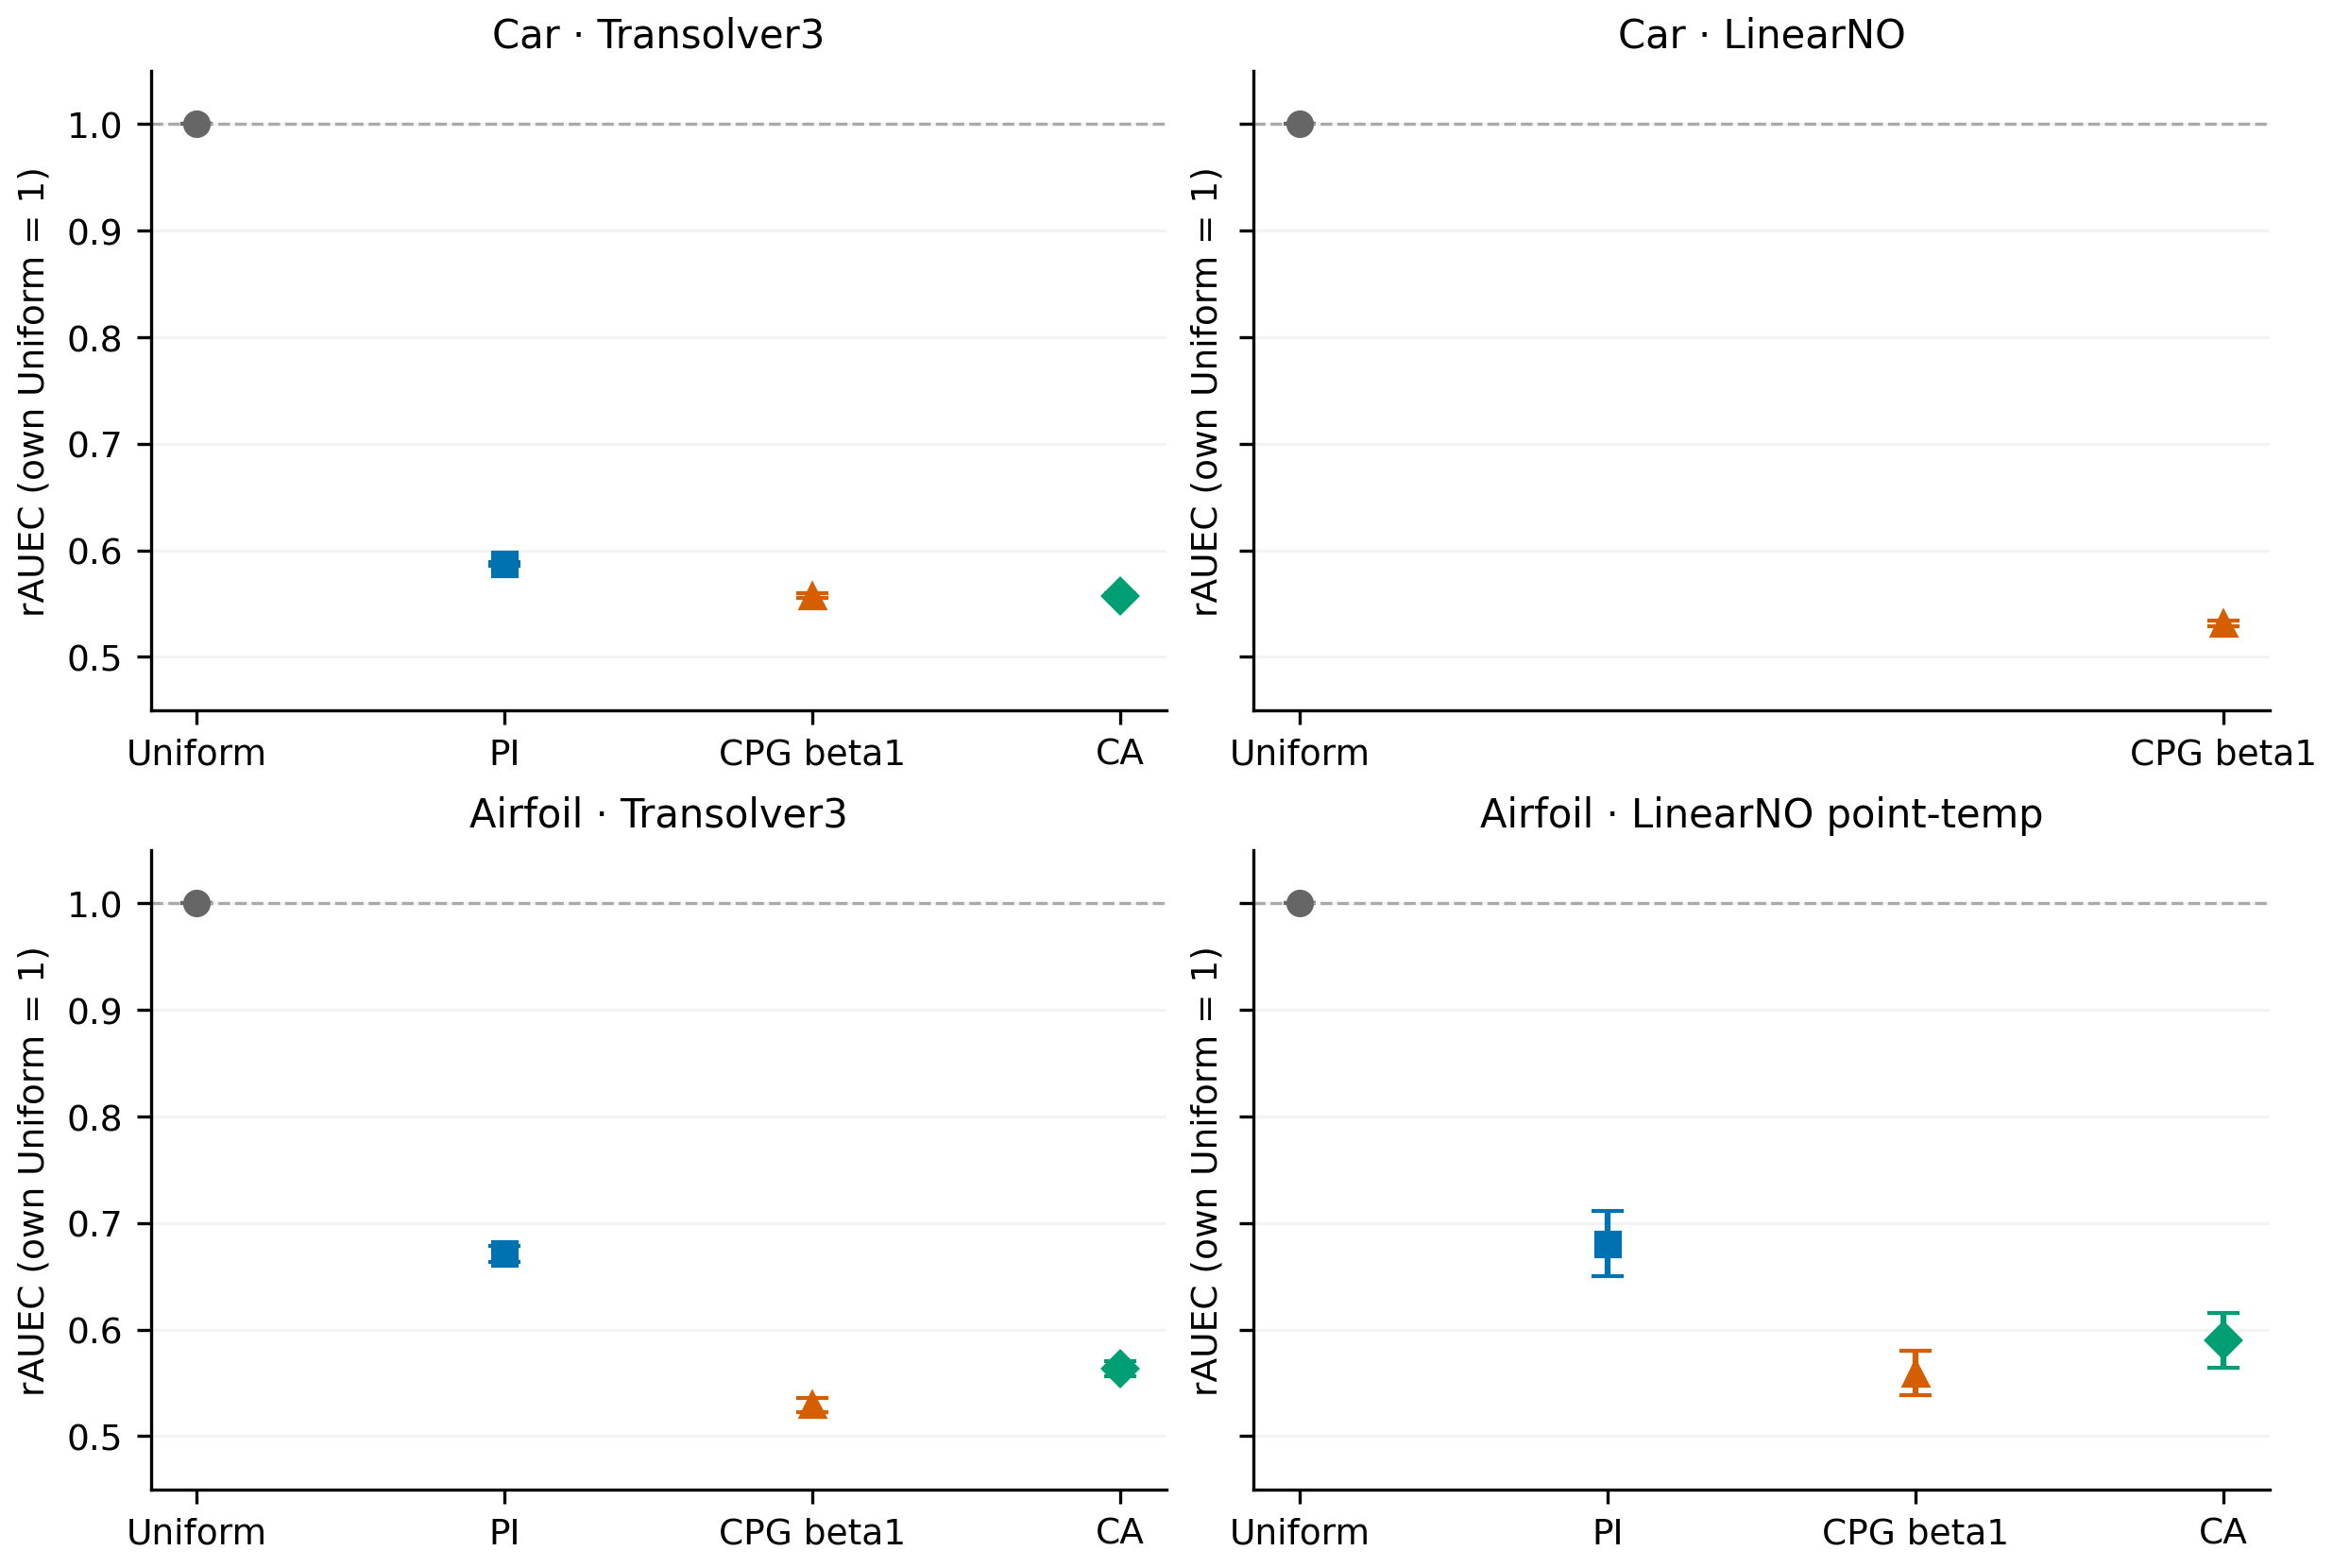 Car · Transolver3
rAUEC (own Uniform = 1)
1.0
0.9
0.8
0.7
0.6
0.5
Uniform PI CPG beta1 CA
Car · LinearNO
rAUEC (own Uniform = 1)
Uniform CPG beta1
Airfoil · Transolver3
rAUEC (own Uniform = 1)
1.0
0.9
0.8
0.7
0.6
0.5
Uniform PI CPG beta1 CA
Airfoil · LinearNO point-temp
rAUEC (own Uniform = 1)
Uniform PI CPG beta1 CA